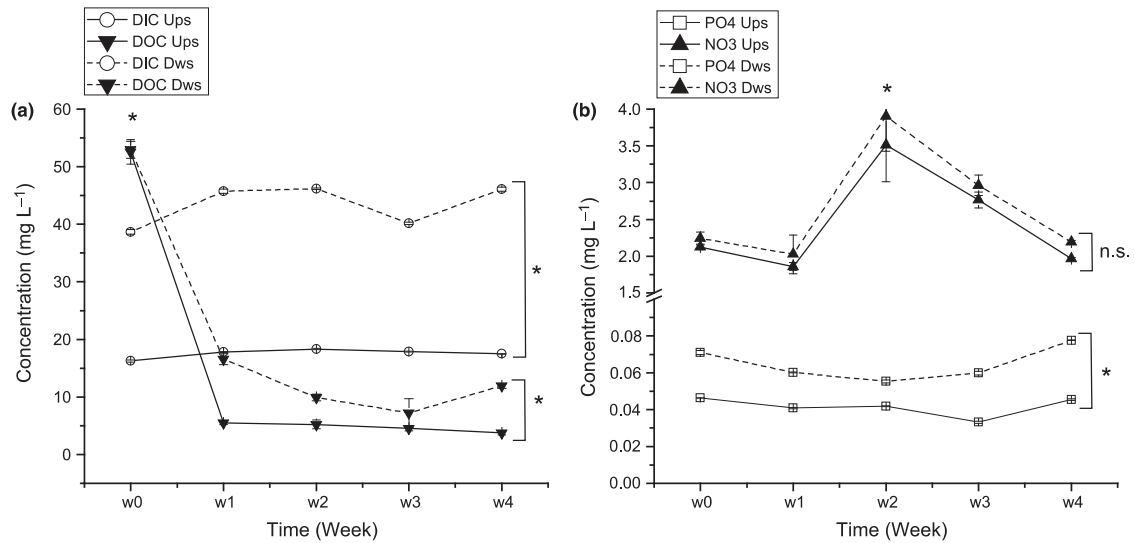 DIC Ups
DOC Ups
DIC Dws
DOC Dws
(a)
*
60
50
40
30
20
10
0
Concentration (mg L⁻¹)
*
*
w0 w1 w2 w3 w4
Time (Week)
PO4 Ups
NO3 Ups
PO4 Dws
NO3 Dws
(b)
*
4.0
3.5
3.0
2.5
2.0
1.5
0.08
0.06
0.04
0.02
0.00
Concentration (mg L⁻¹)
n.s.
*
w0 w1 w2 w3 w4
Time (Week)